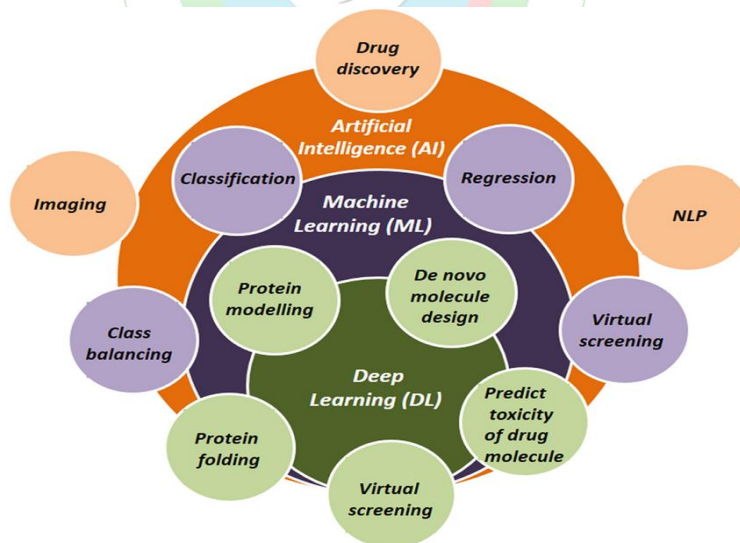 Drug
discovery
Artificial
Intelligence (AI)
Classification
Regression
Imaging
Machine
Learning (ML)
NLP
Protein
modelling
De novo
molecule
design
Class
balancing
Virtual
screening
Deep
Learning (DL)
Predict
toxicity
of drug
molecule
Protein
folding
Virtual
screening